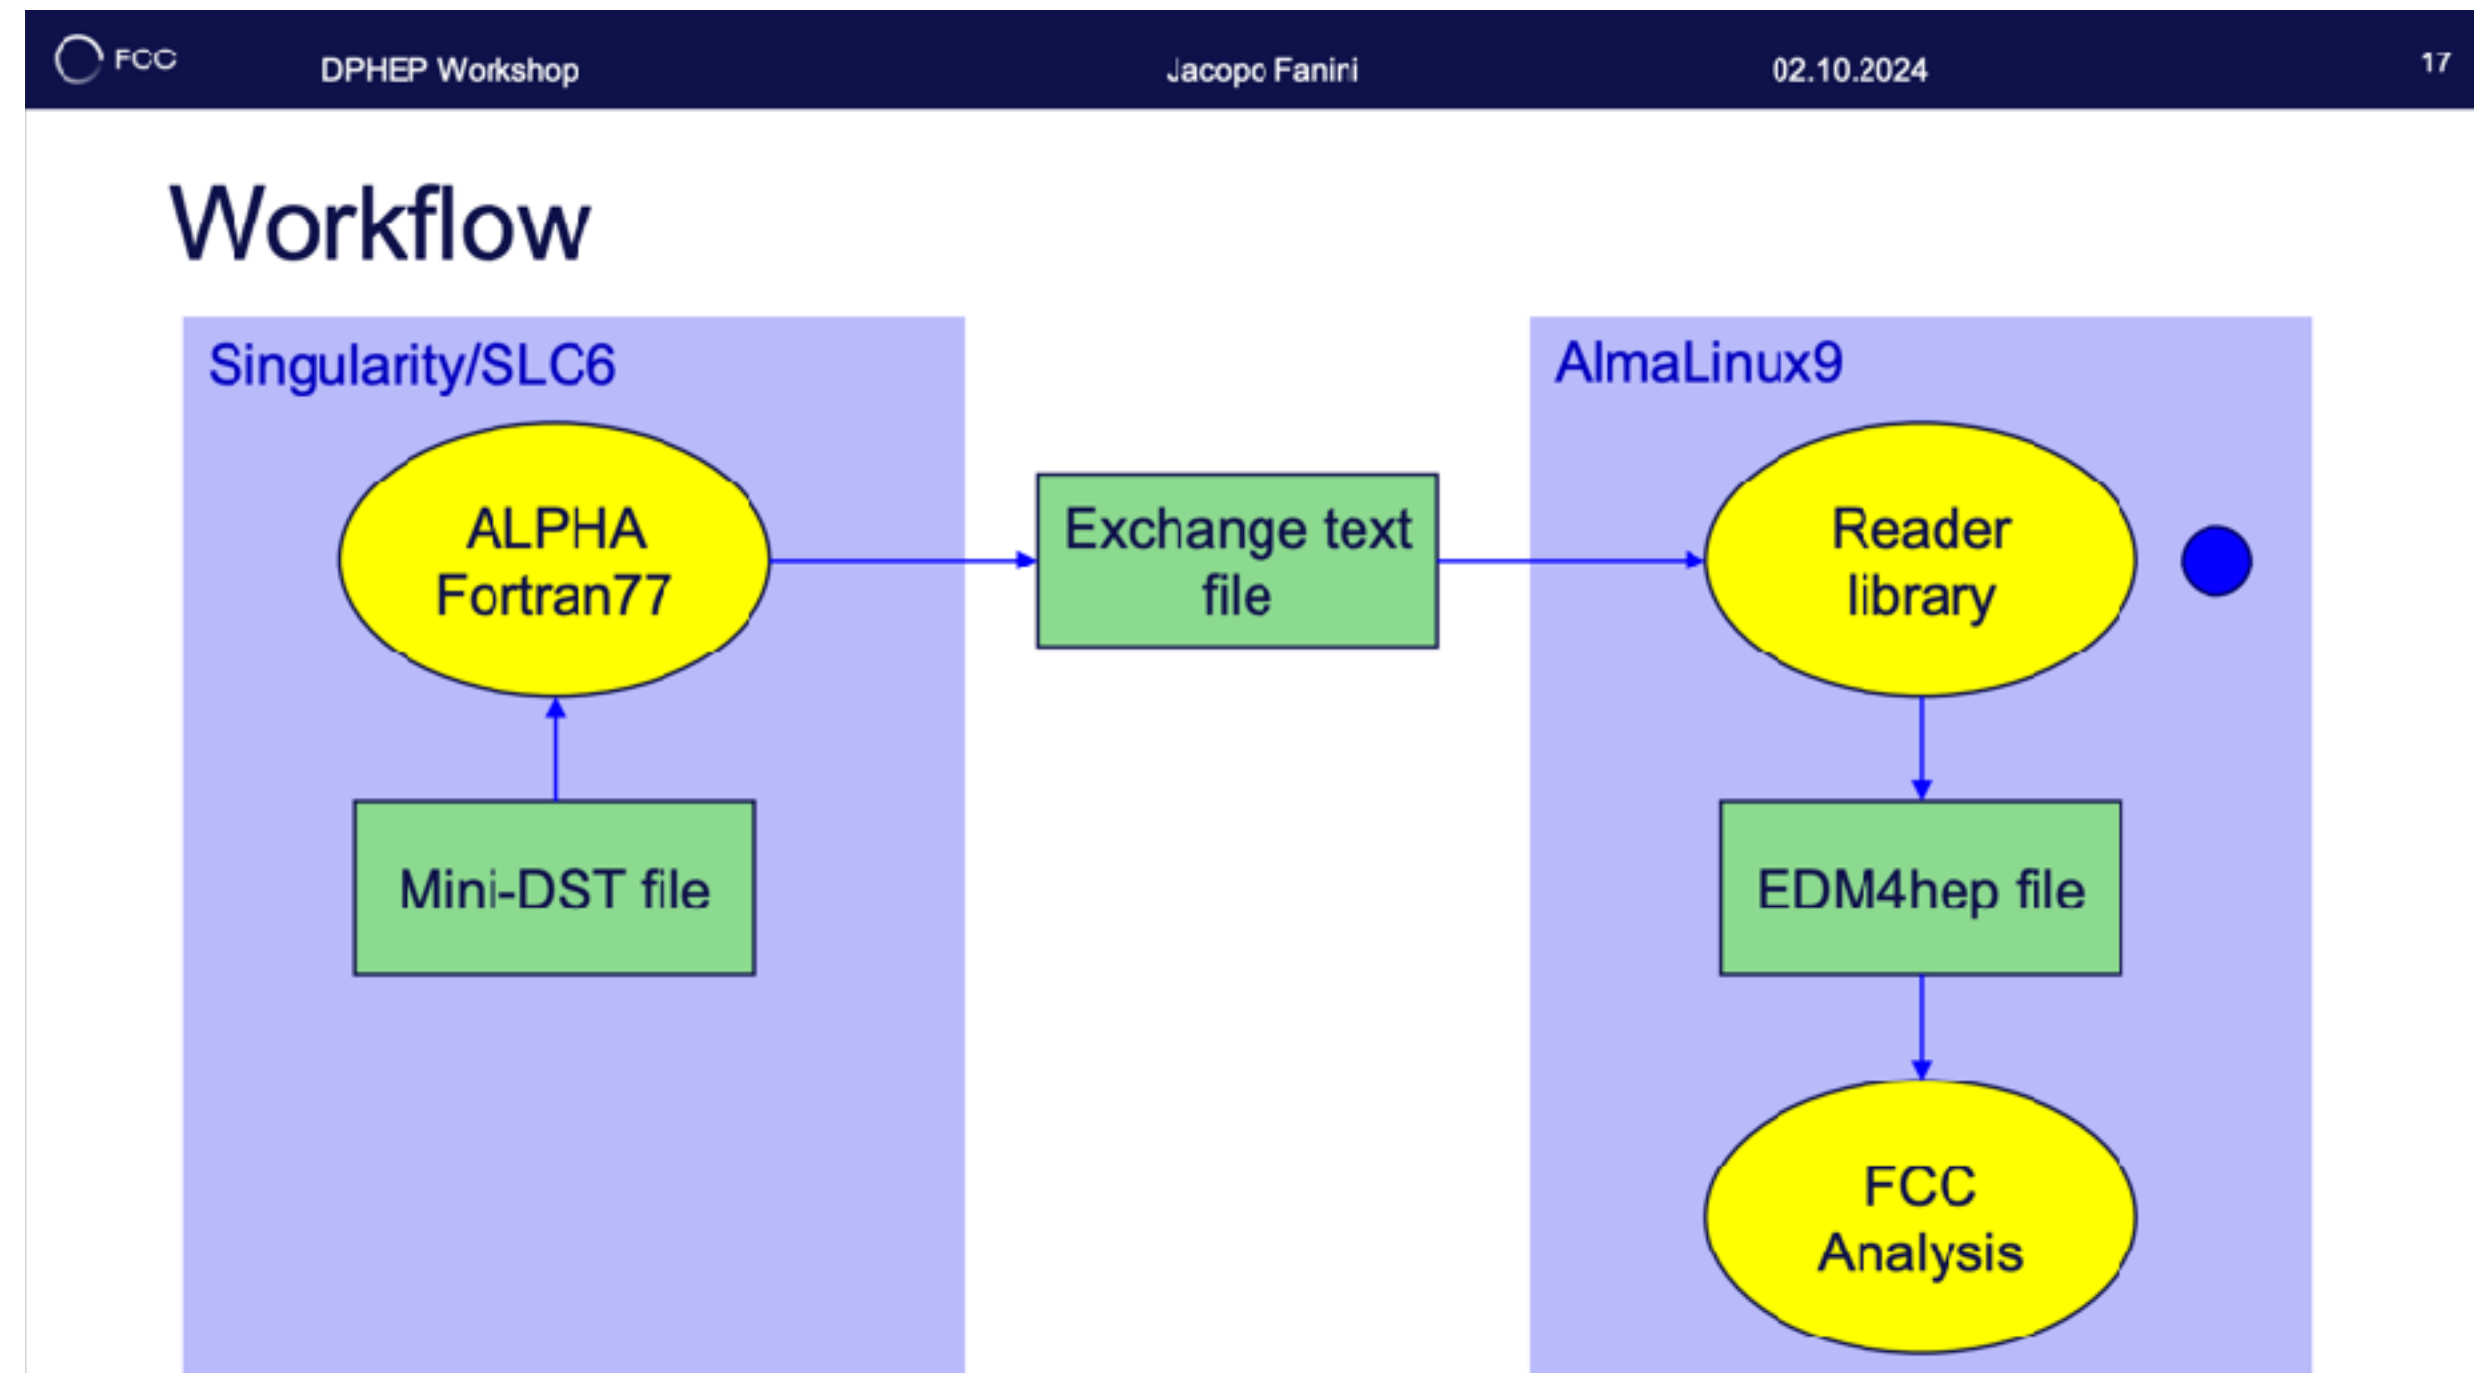 FCC
DPHEP Workshop
Jacopo Fanini
02.10.2024
17
Workflow
Singularity/SLC6
ALPHA
Fortran77
Mini-DST file
Exchange text
file
AlmaLinux9
Reader
library
EDM4hep file
FCC
Analysis